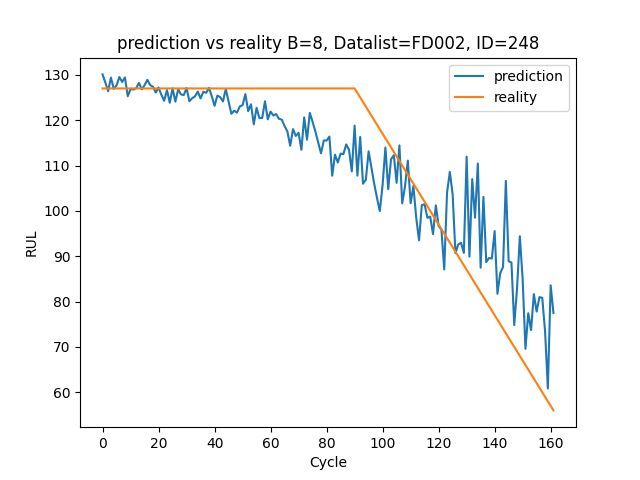 prediction vs reality B=8, Datalist=FD002, ID=248
prediction
reality
130
120
110
100
90
80
70
60
RUL
0 20 40 60 80 100 120 140 160
Cycle